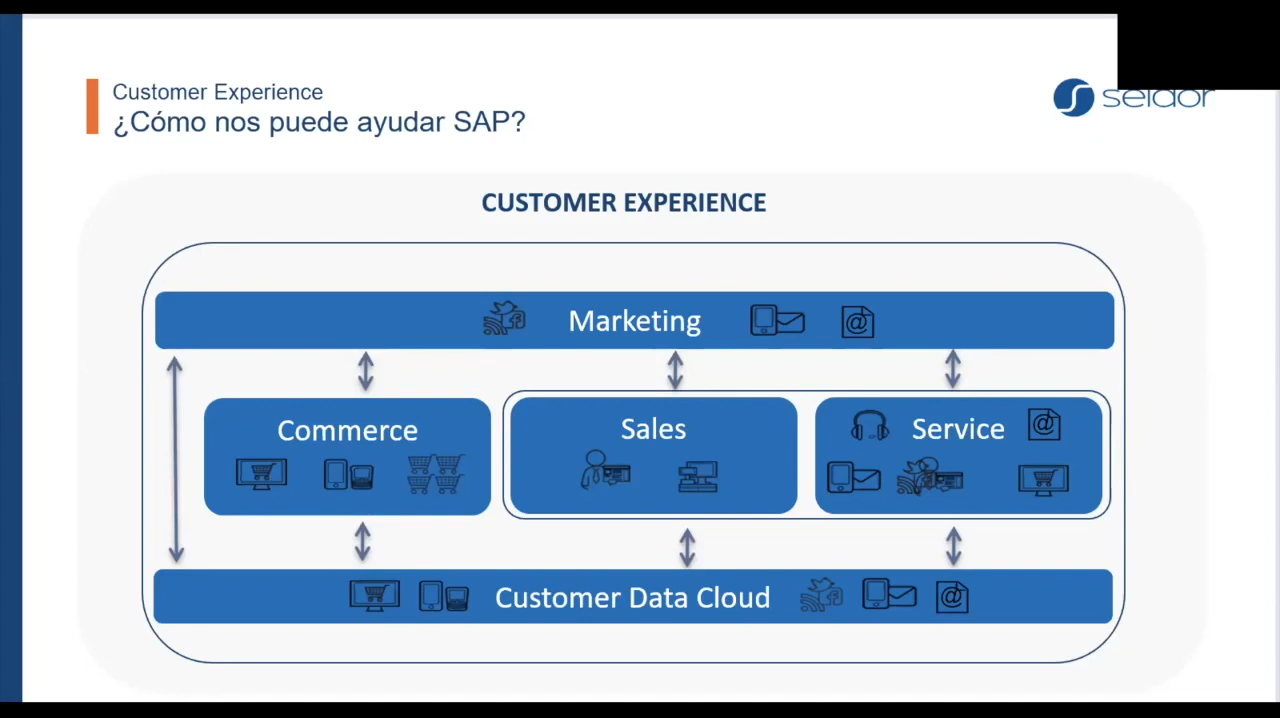 Customer Experience
¿Cómo nos puede ayudar SAP?
seidor
CUSTOMER EXPERIENCE
Marketing
Commerce
Sales
Service
Customer Data Cloud